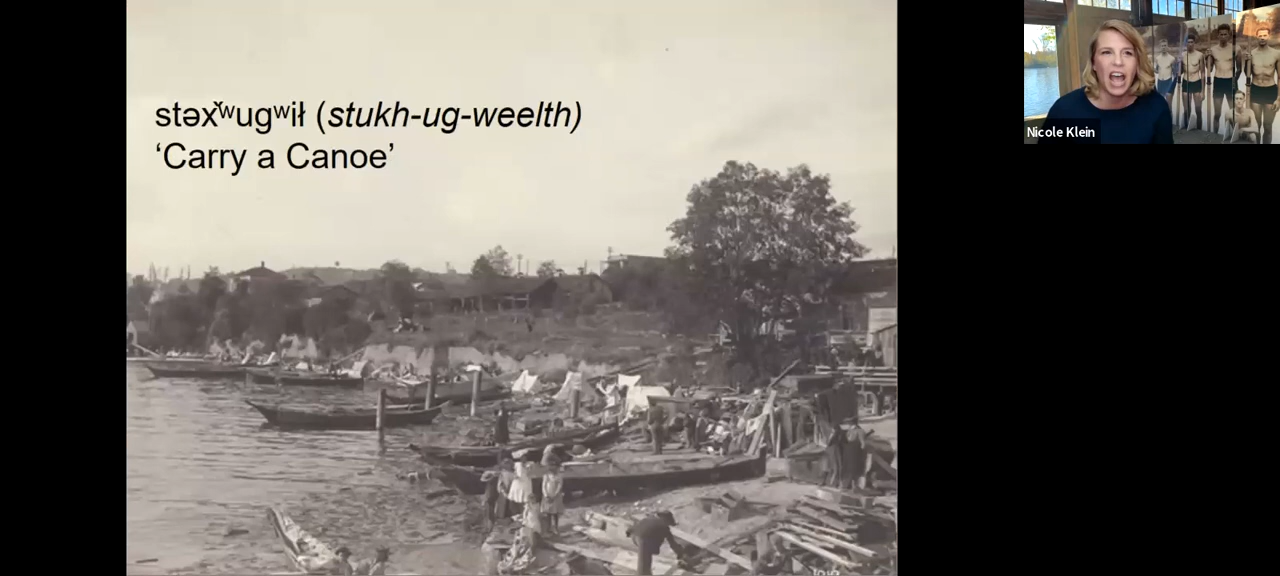 stəx̌ʷugʷił (stukh-ug-weelth)
‘Carry a Canoe’
Nicole Klein